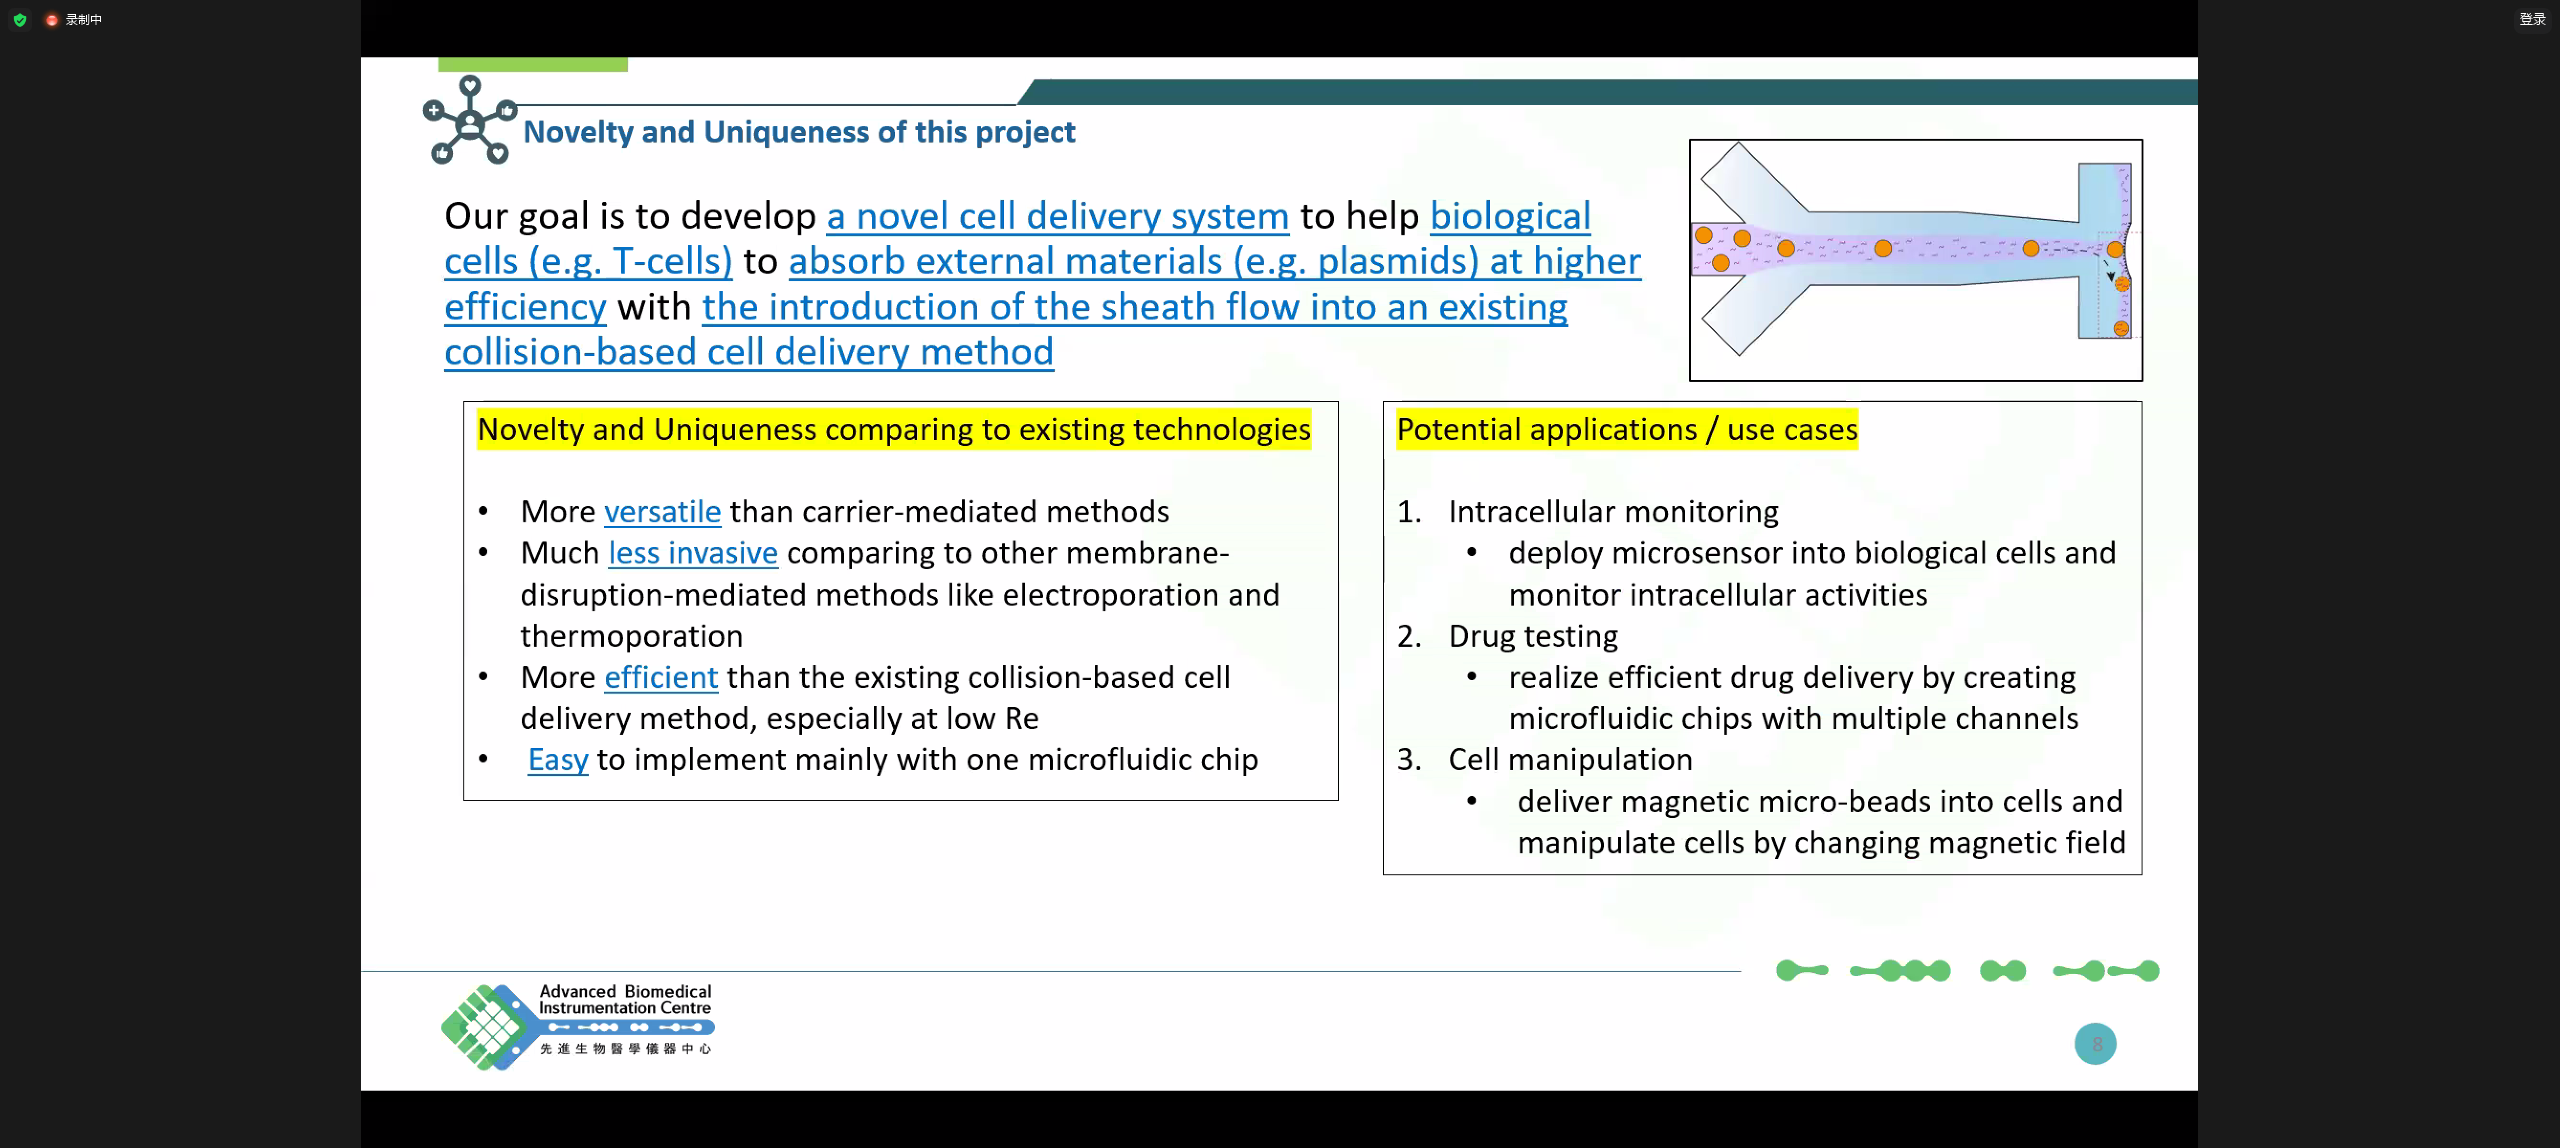 录制中
登录
Novelty and Uniqueness of this project
Our goal is to develop a novel cell delivery system to help biological
cells (e.g. T-cells) to absorb external materials (e.g. plasmids) at higher
efficiency with the introduction of the sheath flow into an existing
collision-based cell delivery method
Novelty and Uniqueness comparing to existing technologies
• More versatile than carrier-mediated methods
• Much less invasive comparing to other membrane-
disruption-mediated methods like electroporation and
thermoporation
• More efficient than the existing collision-based cell
delivery method, especially at low Re
• Easy to implement mainly with one microfluidic chip
Potential applications / use cases
1. Intracellular monitoring
• deploy microsensor into biological cells and
monitor intracellular activities
2. Drug testing
• realize efficient drug delivery by creating
microfluidic chips with multiple channels
3. Cell manipulation
• deliver magnetic micro-beads into cells and
manipulate cells by changing magnetic field
Advanced Biomedical
Instrumentation Centre
先進生物醫學儀器中心
8